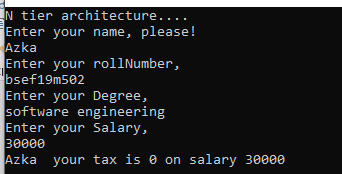 N tier architecture....
Enter your name, please!
Azka
Enter your rollNumber,
bsef19m502
Enter your Degree,
software engineering
Enter your Salary,
30000
Azka  your tax is 0 on salary 30000